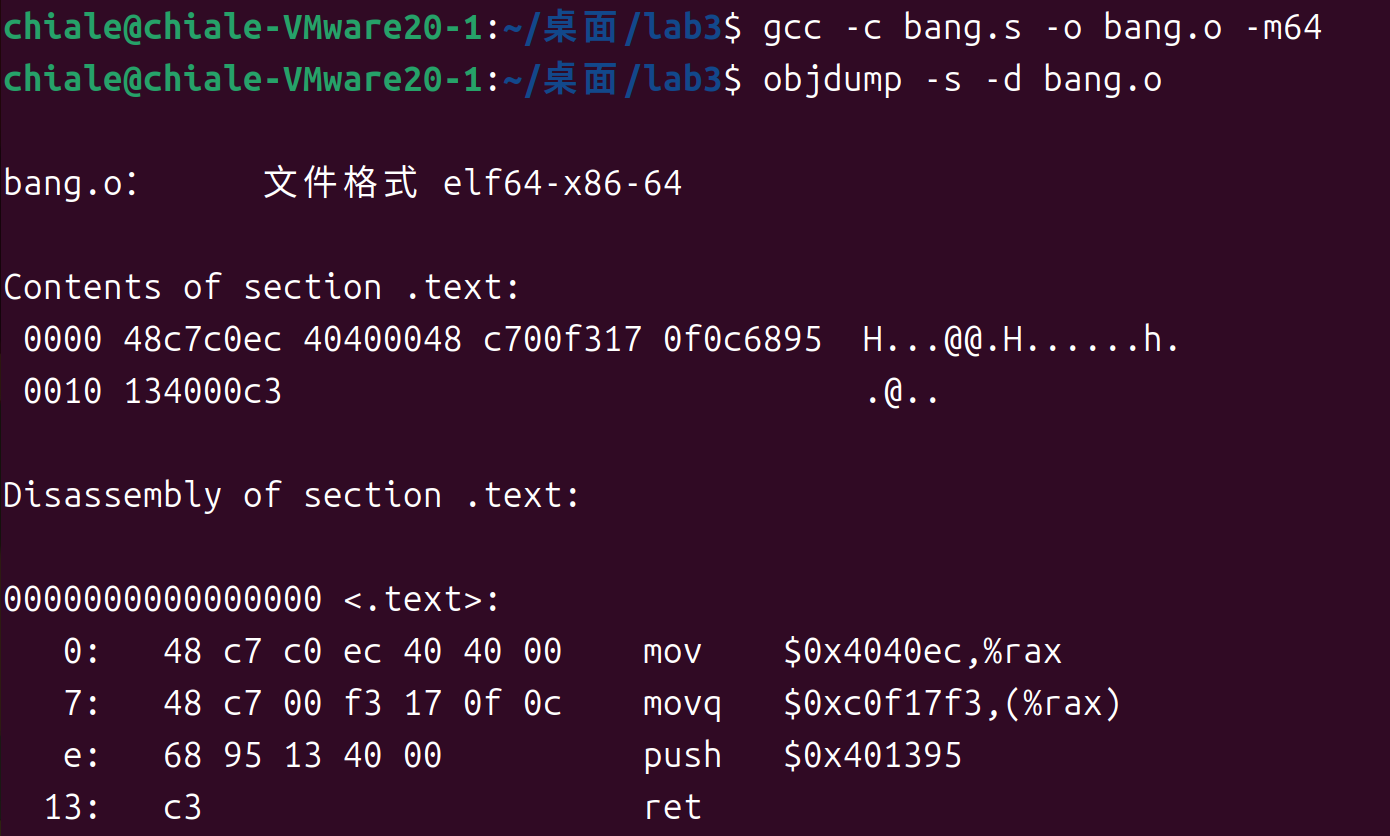 chiale@chiale-VMware20-1:~/桌面/lab3$ gcc -c bang.s -o bang.o -m64
chiale@chiale-VMware20-1:~/桌面/lab3$ objdump -s -d bang.o
bang.o:      文件格式 elf64-x86-64
Contents of section .text:
 0000 48c7c0ec 40400048 c700f317 0f0c6895  H...@@.H......h.
 0010 134000c3                             .@..
Disassembly of section .text:
0000000000000000 <.text>:
   0:   48 c7 c0 ec 40 40 00    mov    $0x4040ec,%rax
   7:   48 c7 00 f3 17 0f 0c    movq   $0xc0f17f3,(%rax)
   e:   68 95 13 40 00          push   $0x401395
  13:   c3                      ret